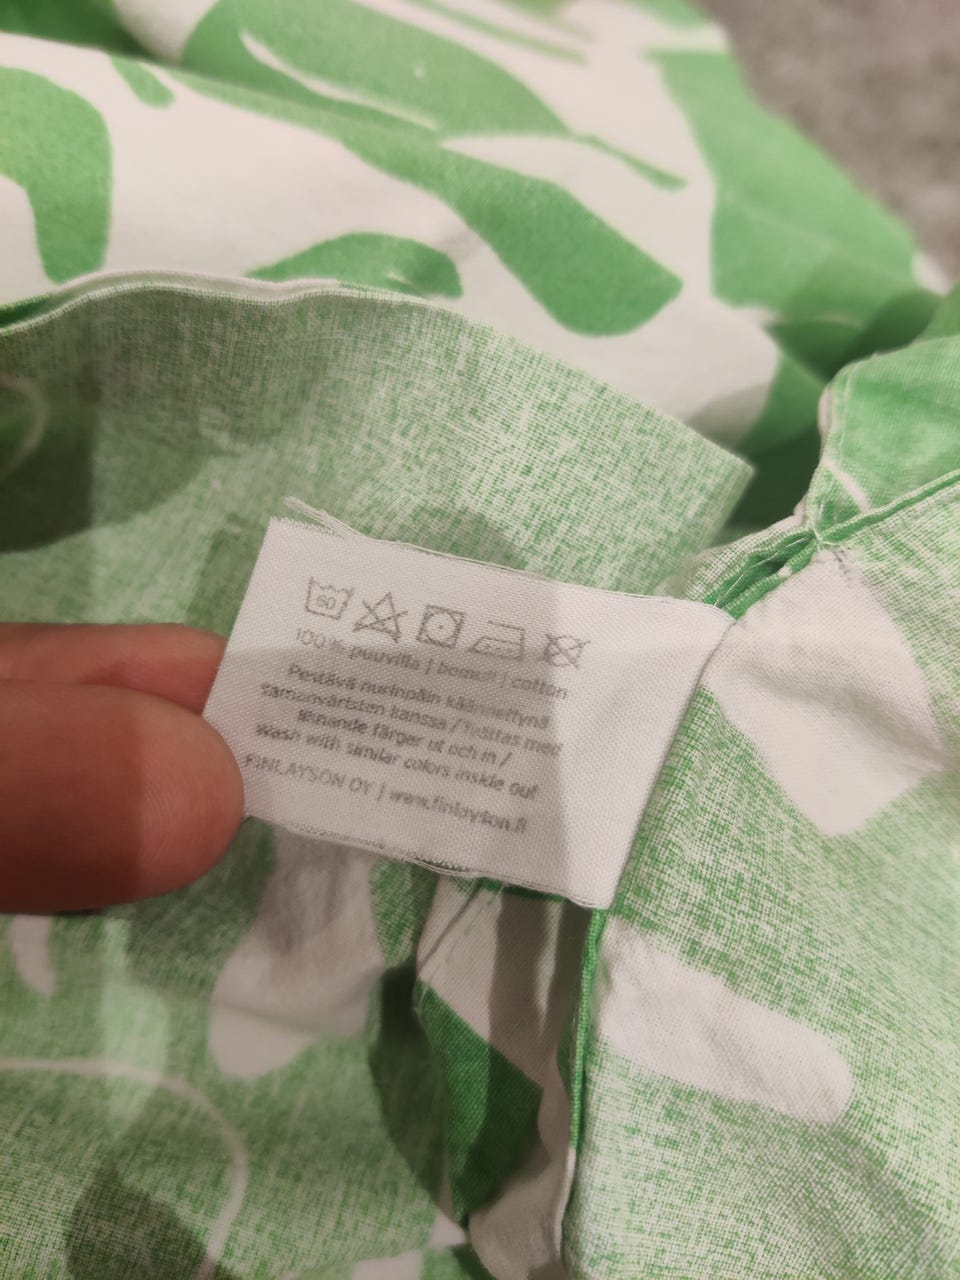 60
100 % puuvilla | bomull | cotton
Pestävä nurinpäin käännettynä
samanväristen kanssa / Tvättas med
liknande färger ut och in /
Wash with similar colors inside out
FINLAYSON OY | www.finlayson.fi